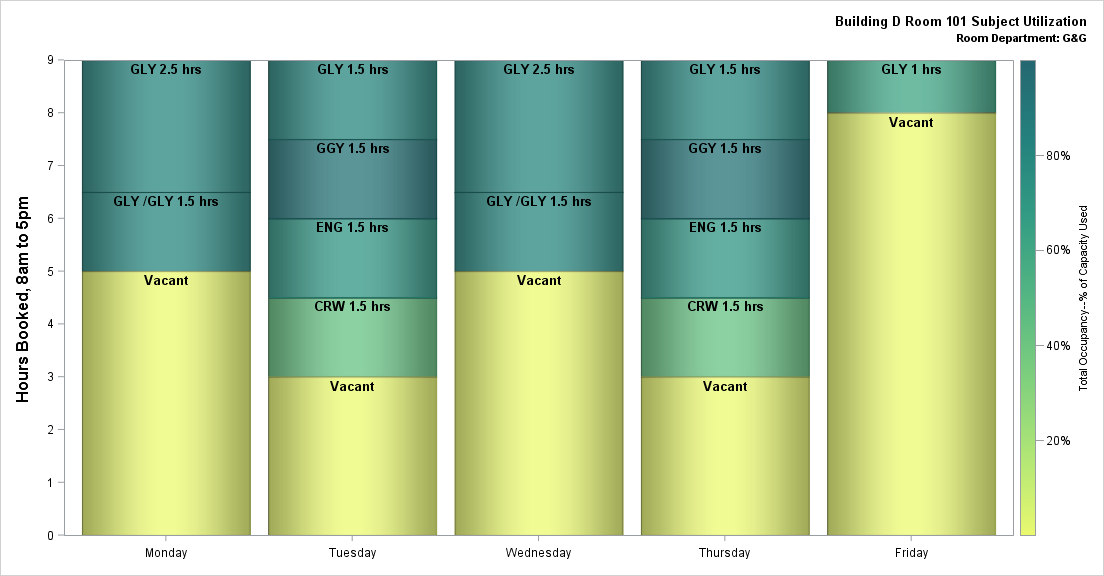 Building D Room 101 Subject Utilization
Room Department: G&G
Hours Booked, 8am to 5pm
9
8
7
6
5
4
3
2
1
0
GLY 2.5 hrs
GLY /GLY 1.5 hrs
Vacant
GLY 1.5 hrs
GGY 1.5 hrs
ENG 1.5 hrs
CRW 1.5 hrs
Vacant
GLY 2.5 hrs
GLY /GLY 1.5 hrs
Vacant
GLY 1.5 hrs
GGY 1.5 hrs
ENG 1.5 hrs
CRW 1.5 hrs
Vacant
GLY 1 hrs
Vacant
Monday
Tuesday
Wednesday
Thursday
Friday
80%
60%
40%
20%
Total Occupancy--% of Capacity Used